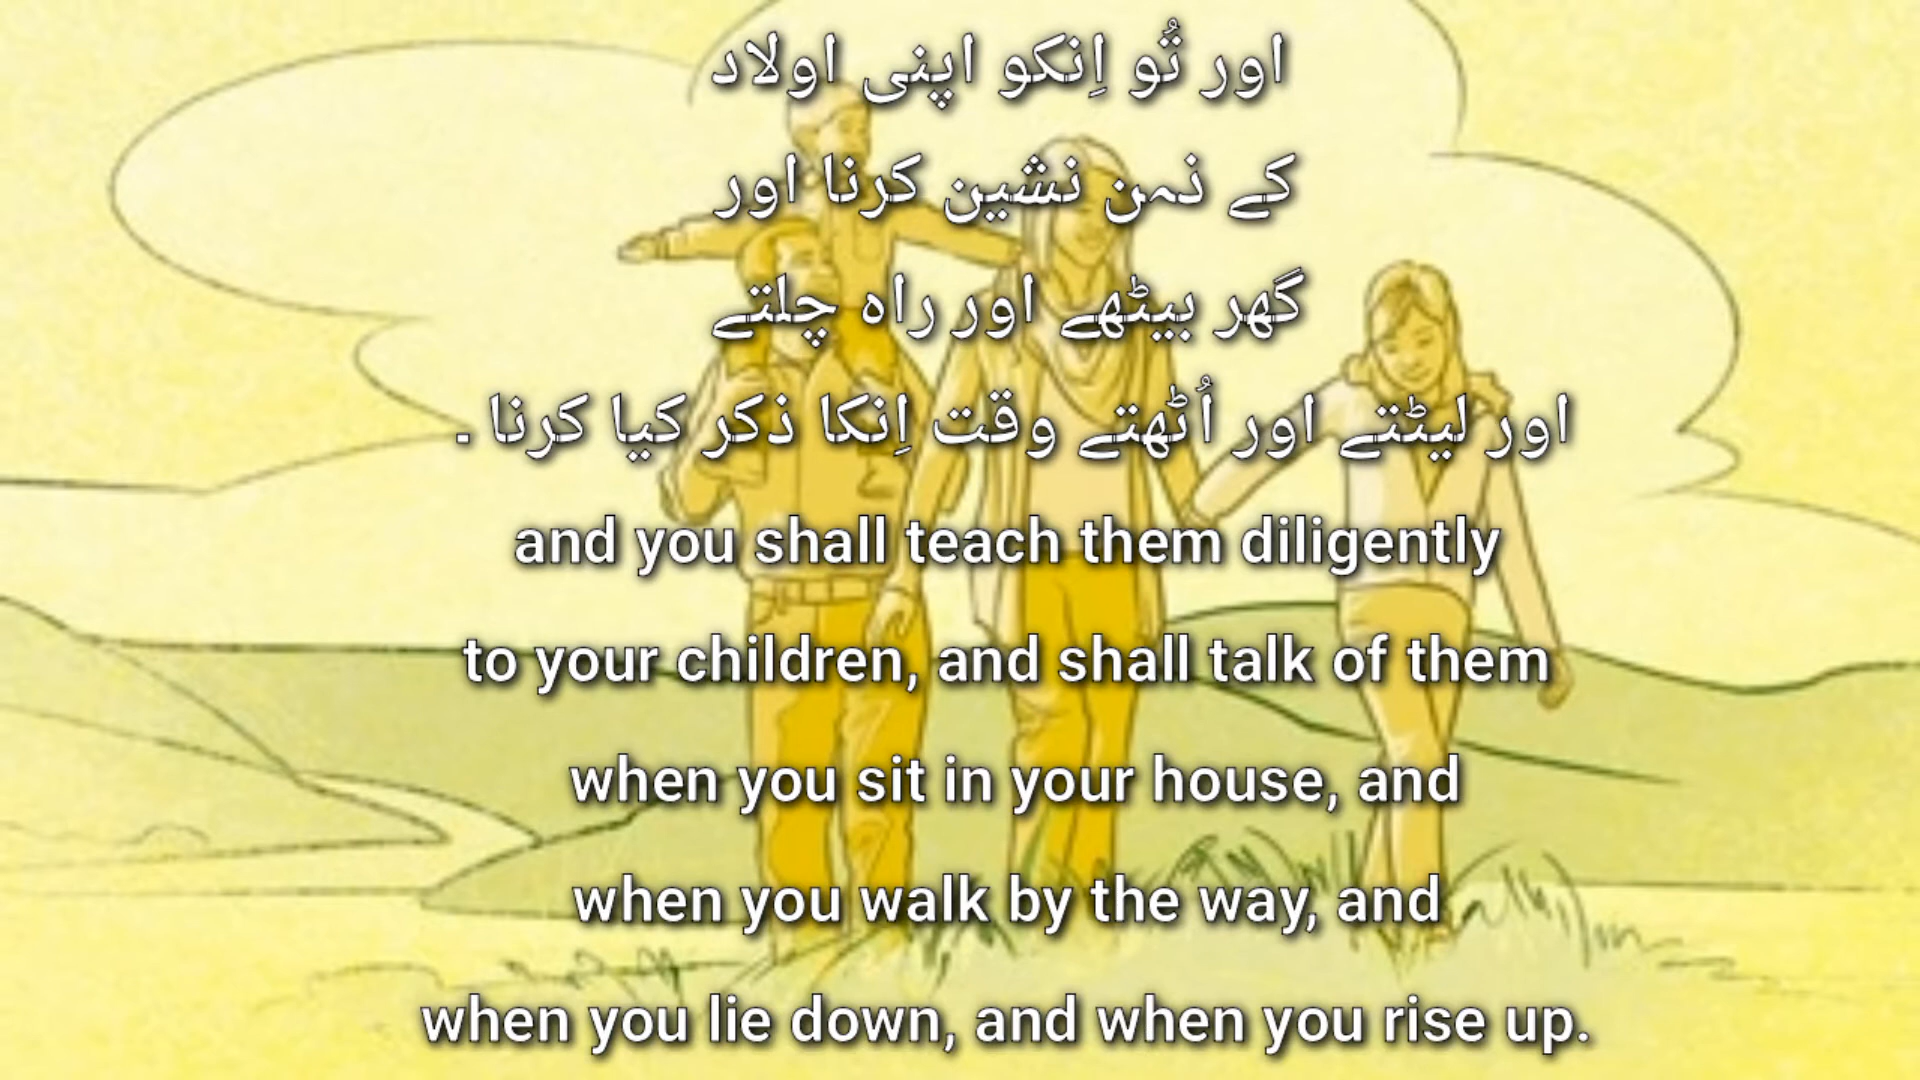 اور تُو اِنکو اپنی اولاد
کے ذہن نشین کرنا اور
گھر بیٹھے اور راہ چلتے
اور لیٹتے اور اُٹھتے وقت اِنکا ذکر کیا کرنا ۔
and you shall teach them diligently
to your children, and shall talk of them
when you sit in your house, and
when you walk by the way, and
when you lie down, and when you rise up.